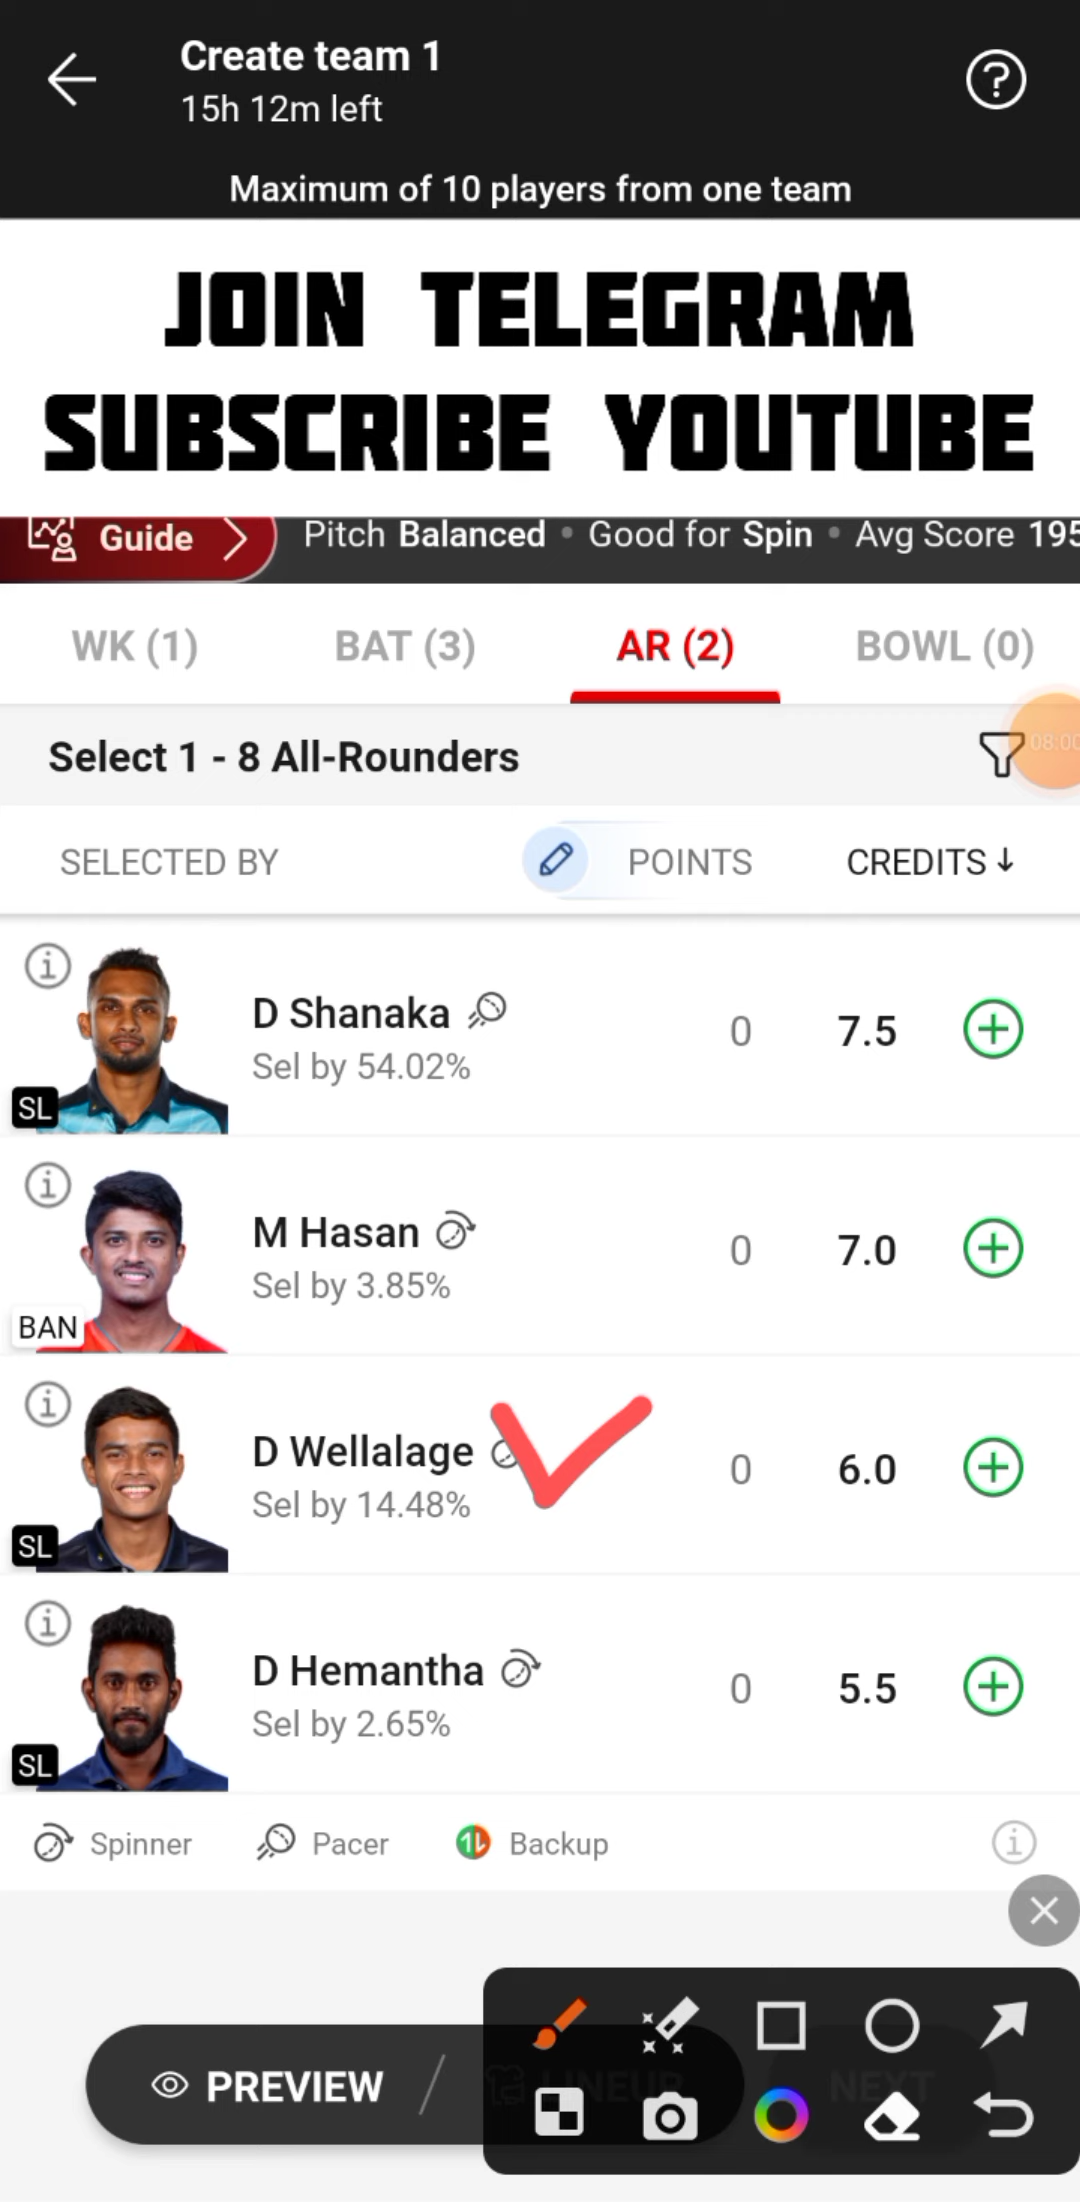 Create team 1
15h 12m left
Maximum of 10 players from one team
JOIN TELEGRAM
SUBSCRIBE YOUTUBE
Guide Pitch Balanced • Good for Spin • Avg Score 195
WK (1) BAT (3) AR (2) BOWL (0)
Select 1 - 8 All-Rounders
08:00
SELECTED BY POINTS CREDITS↓
D Shanaka
Sel by 54.02%
0 7.5
SL
M Hasan
Sel by 3.85%
0 7.0
BAN
D Wellalage
Sel by 14.48%
0 6.0
SL
D Hemantha
Sel by 2.65%
0 5.5
SL
Spinner Pacer Backup
PREVIEW / LINEUP NEXT